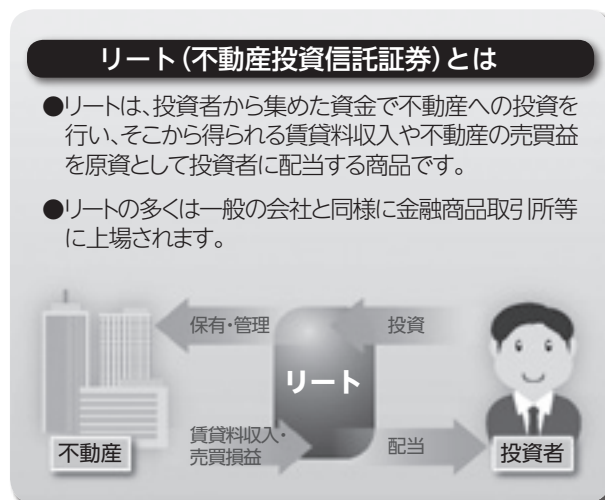 リート(不動産投資信託証券)とは
●リートは、投資者から集めた資金で不動産への投資を
行い、そこから得られる賃貸料収入や不動産の売買益
を原資として投資者に配当する商品です。
●リートの多くは一般の会社と同様に金融商品取引所等
に上場されます。
保有・管理
投資
リート
賃貸料収入・
売買損益
配当
不動産
投資者